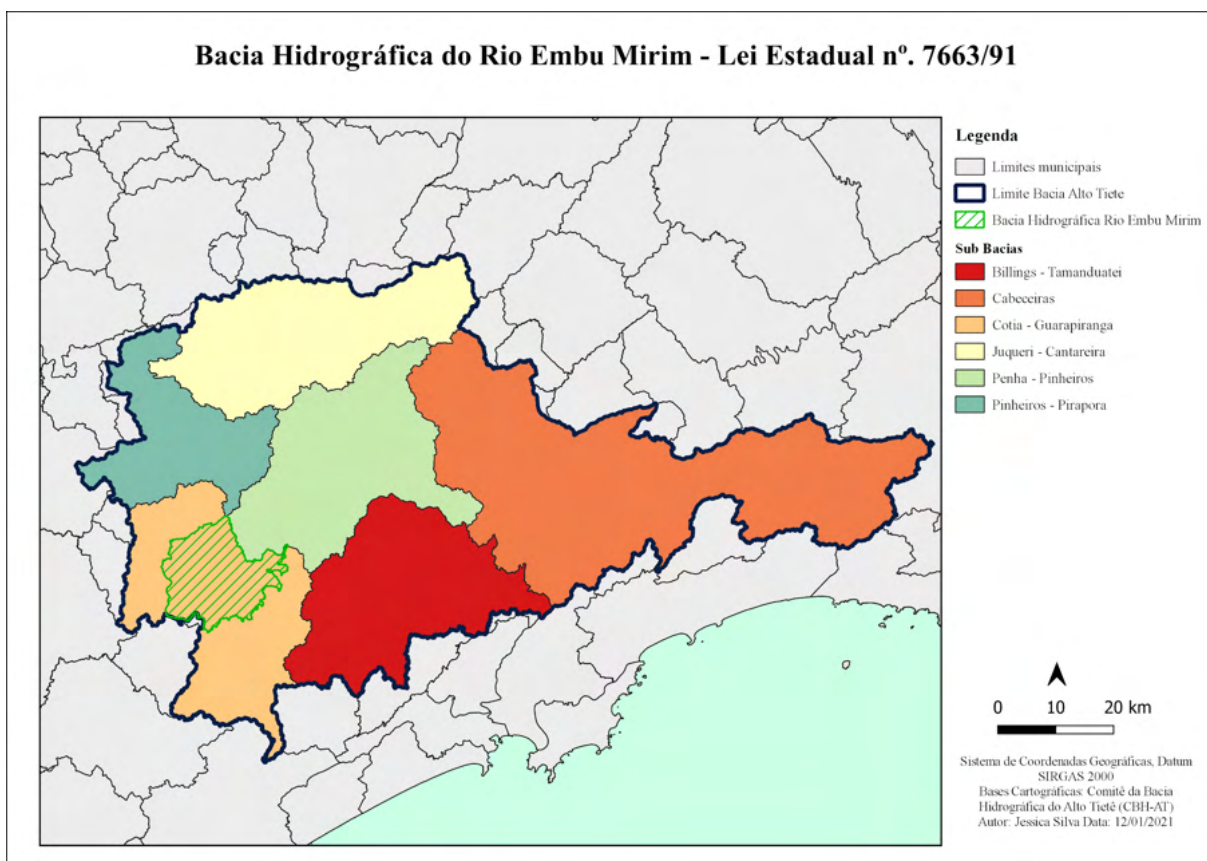 Bacia Hidrográfica do Rio Embu Mirim - Lei Estadual nº. 7663/91
Legenda
Limites municipais
Limite Bacia Alto Tiete
Bacia Hidrográfica Rio Embu Mirim
Sub Bacias
Billings - Tamanduatei
Cabeceiras
Cotia - Guarapiranga
Juqueri - Cantareira
Penha - Pinheiros
Pinheiros - Pirapora
0 10 20 km
Sistema de Coordenadas Geográficas, Datum
SIRGAS 2000
Bases Cartográficas: Comitê da Bacia
Hidrográfica do Alto Tietê (CBH-AT)
Autor: Jessica Silva Data: 12/01/2021